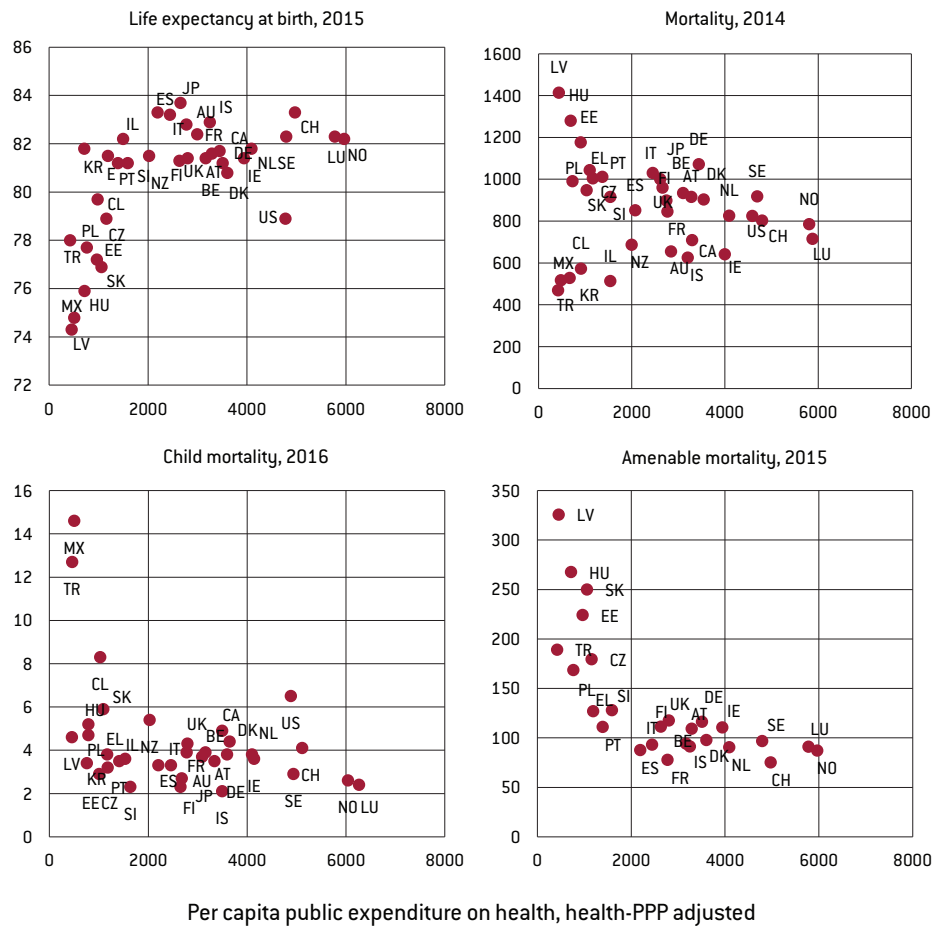 Life expectancy at birth, 2015
86
84
82
80
78
76
74
72
0 2000 4000 6000 8000
JP
ES
IS
AU
IL
IT
CH
FR
CA
KR
E
PT
SI
NZ
FI
UK
AT
DE
BE
DK
IE
NL
SE
LU
NO
CL
US
PL
CZ
TR
EE
SK
MX
HU
LV
Mortality, 2014
1600
1400
1200
1000
800
600
400
200
0
0 2000 4000 6000 8000
LV
HU
EE
PL
EL
PT
IT
JP
DE
BE
SK
CZ
ES
FI
AT
DK
SE
SI
UK
NL
NO
CL
FR
US
CH
MX
IL
NZ
CA
LU
TR
KR
AU
IS
IE
Child mortality, 2016
16
14
12
10
8
6
4
2
0
0 2000 4000 6000 8000
MX
TR
CL
SK
HU
CA
US
EL
UK
DK
NL
PL
IL
NZ
IT
BE
LV
KR
PT
ES
AU
AT
CH
EE
CZ
JP
DE
IE
SE
SI
FI
IS
NO
LU
Amenable mortality, 2015
350
300
250
200
150
100
50
0
0 2000 4000 6000 8000
LV
HU
SK
EE
TR
CZ
PL
EL
SI
FI
UK
DE
IE
PT
IT
AT
SE
LU
BE
ES
FR
IS
DK
NL
CH
NO
Per capita public expenditure on health, health-PPP adjusted